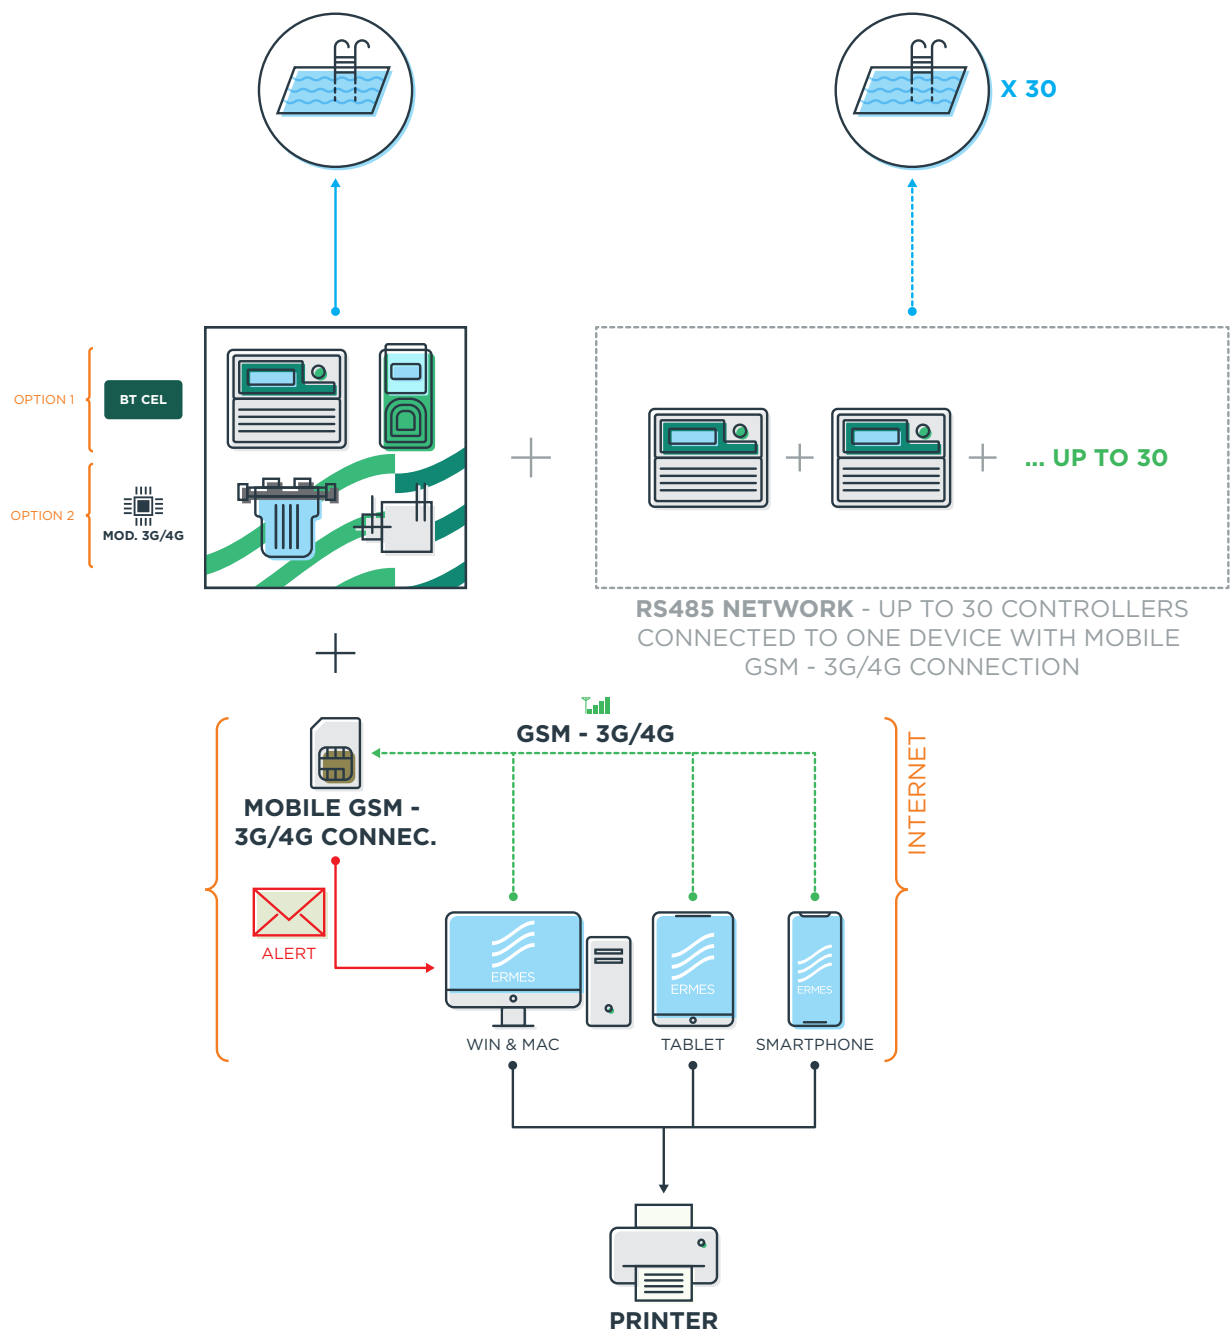 X 30
OPTION 1
BT CEL
OPTION 2
MOD. 3G/4G
... UP TO 30
RS485 NETWORK - UP TO 30 CONTROLLERS
CONNECTED TO ONE DEVICE WITH MOBILE
GSM - 3G/4G CONNECTION
GSM - 3G/4G
INTERNET
MOBILE GSM -
3G/4G CONNEC.
ALERT
ERMES
ERMES
ERMES
WIN & MAC
TABLET
SMARTPHONE
PRINTER